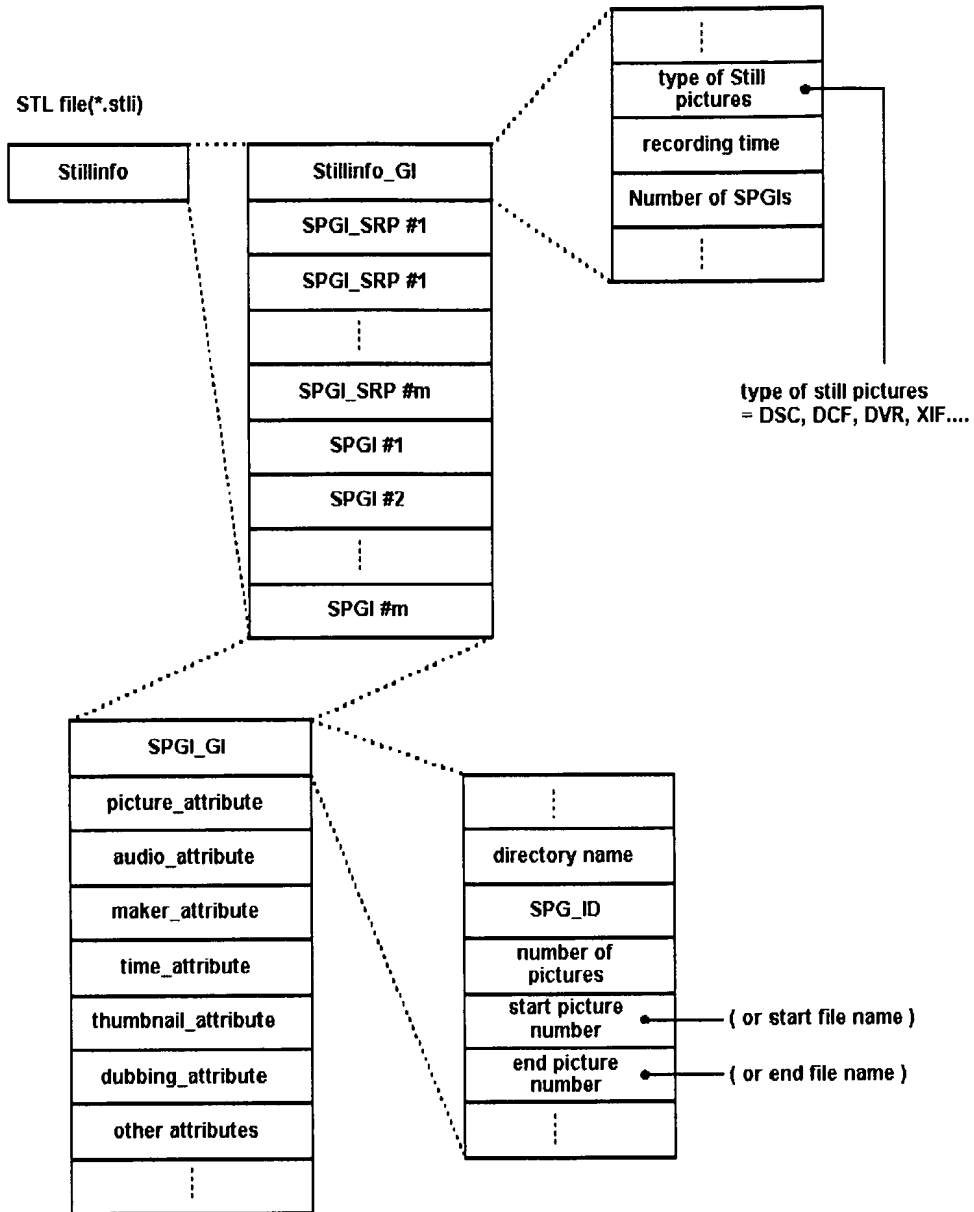 STL file(*.stli)
Stillinfo
Stillinfo_GI
SPGI_SRP #1
SPGI_SRP #1
SPGI_SRP #m
SPGI #1
SPGI #2
SPGI #m
type of Still
pictures
recording time
Number of SPGIs
type of still pictures
= DSC, DCF, DVR, XIF....
SPGI_GI
picture_attribute
audio_attribute
maker_attribute
time_attribute
thumbnail_attribute
dubbing_attribute
other attributes
directory name
SPG_ID
number of
pictures
start picture
number
( or start file name )
end picture
number
( or end file name )